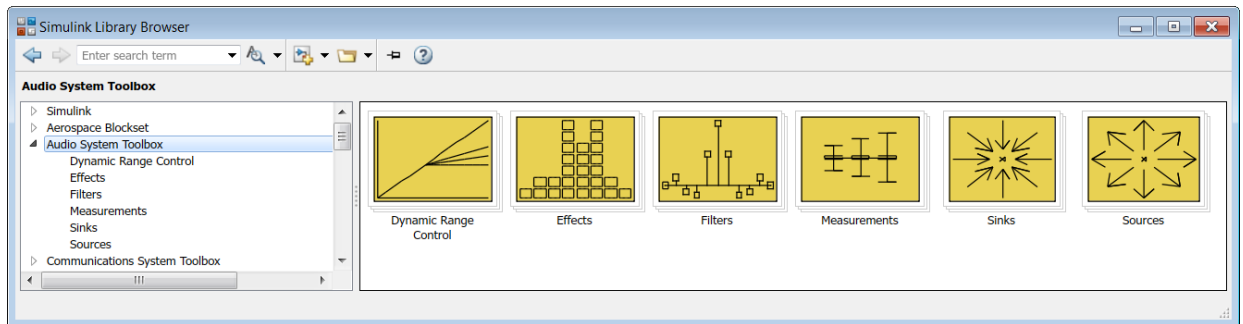 Simulink Library Browser
Enter search term
Audio System Toolbox
Simulink
Aerospace Blockset
Audio System Toolbox
Dynamic Range Control
Effects
Filters
Measurements
Sinks
Sources
Communications System Toolbox
Dynamic Range
Control
Effects
Filters
Measurements
Sinks
Sources